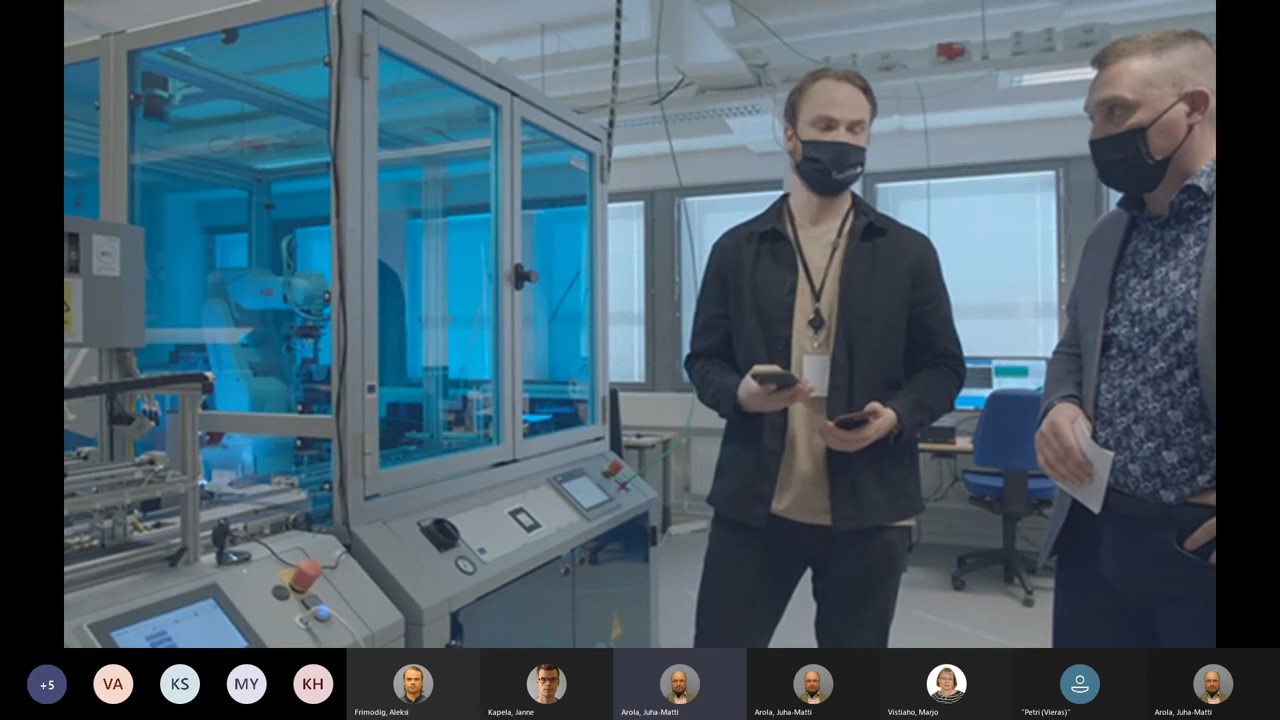 +5
VA
KS
MY
KH
Frimodig, Aleksi
Kapela, Janne
Arola, Juha-Matti
Arola, Juha-Matti
Vistiaho, Marjo
"Petri (Vieras)"
Arola, Juha-Matti